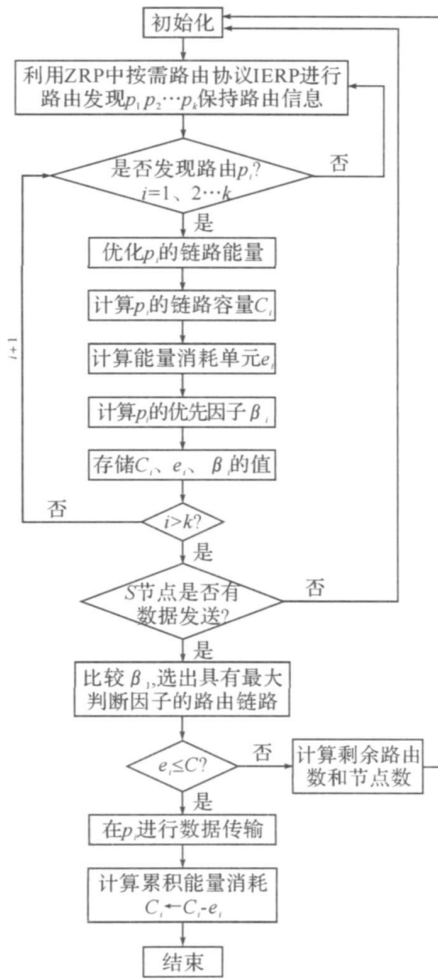 初始化
利用ZRP中按需路由协议IERP进行
路由发现p₁p₂⋯pₖ保持路由信息
是否发现路由pᵢ?
i=1、2⋯k
否
是
优化pᵢ的链路能量
计算pᵢ的链路容量Cᵢ
计算能量消耗单元eᵢ
i+1
计算pᵢ的优先因子βᵢ
存储Cᵢ、eᵢ、βᵢ的值
否
i>k?
是
S节点是否有
数据发送?
否
是
比较β₁,选出具有最大
判断因子的路由链路
eᵢ≤C?
否
计算剩余路由
数和节点数
是
在pᵢ进行数据传输
计算累积能量消耗
Cᵢ←Cᵢ-eᵢ
结束